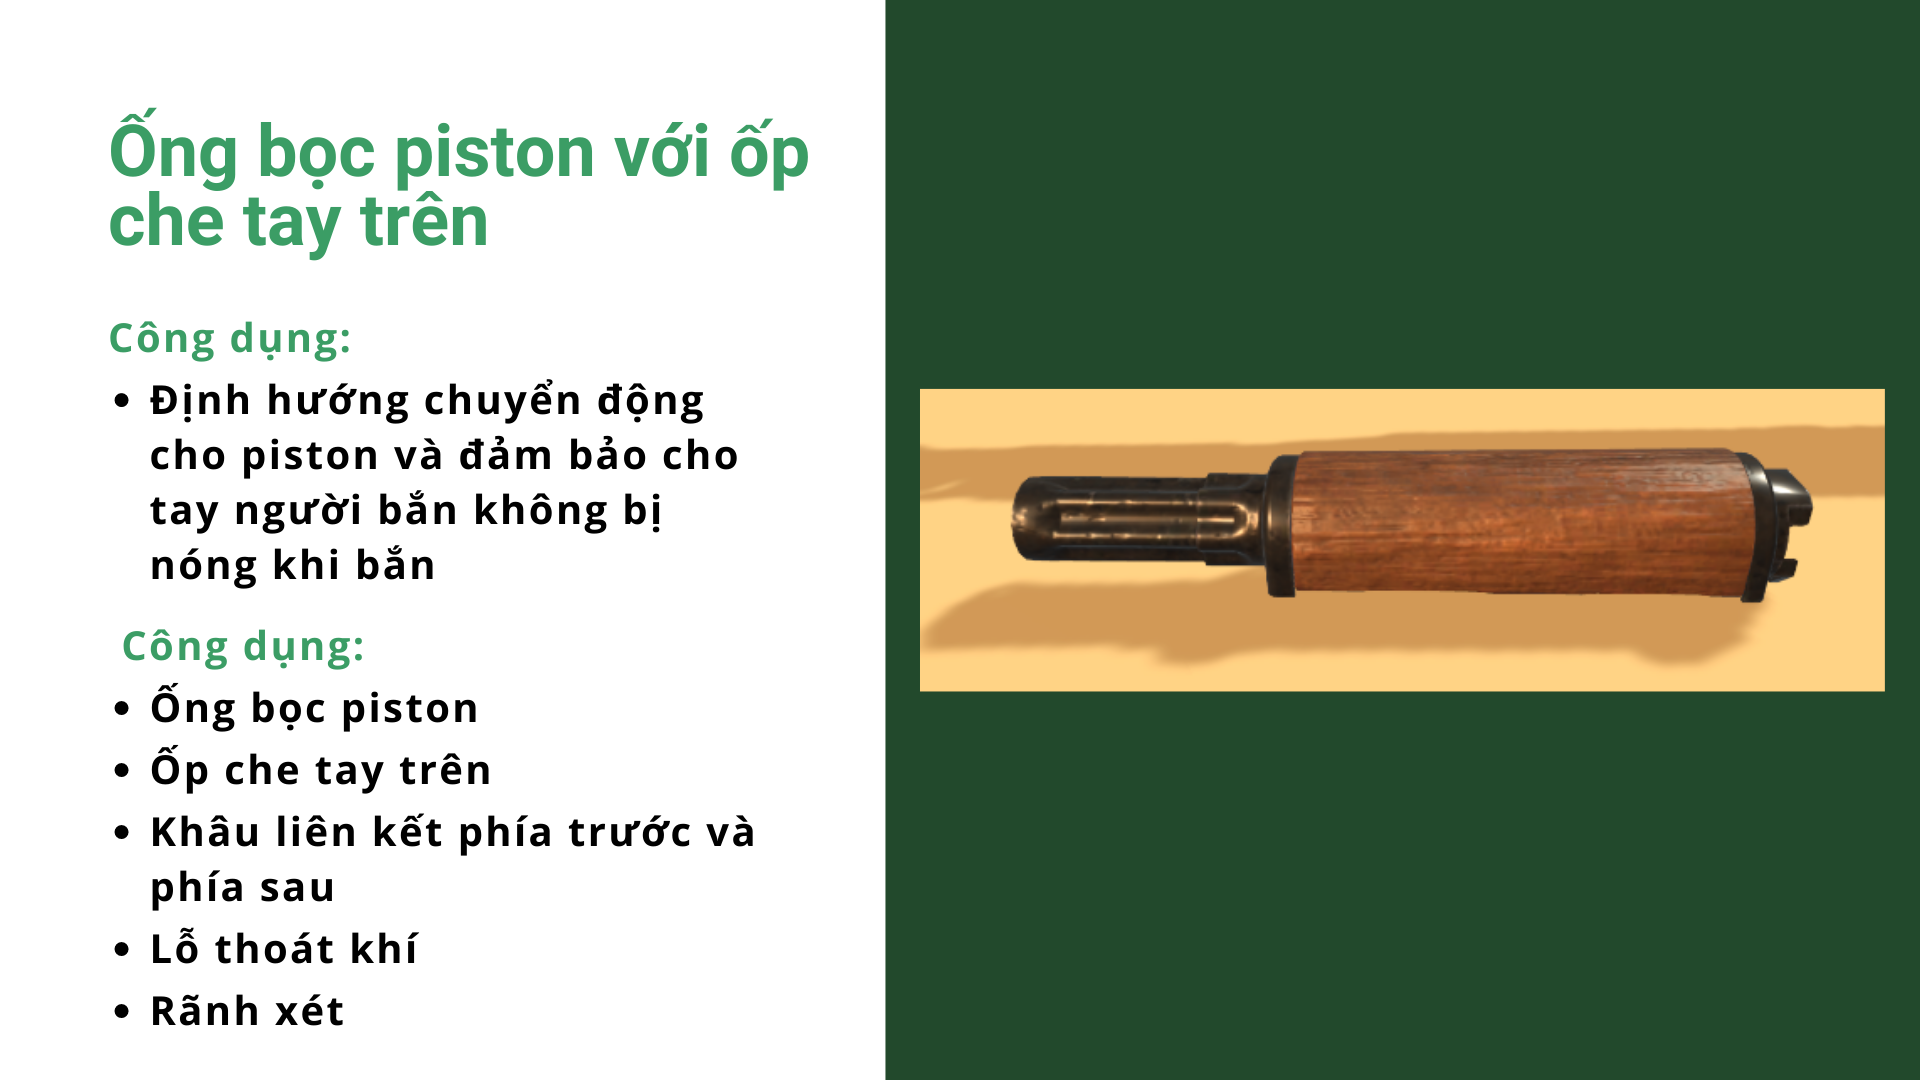 Ống bọc piston với ốp
che tay trên
Công dụng:
• Định hướng chuyển động
cho piston và đảm bảo cho
tay người bắn không bị
nóng khi bắn
Công dụng:
• Ống bọc piston
• Ốp che tay trên
• Khâu liên kết phía trước và
phía sau
• Lỗ thoát khí
• Rãnh xét